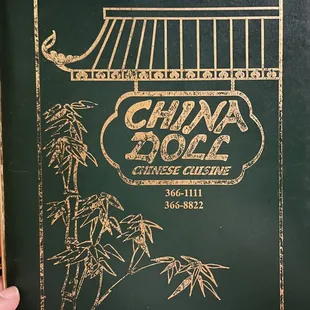 CHINA
DOLL
CHINESE CUISINE
366-1111
366-8822